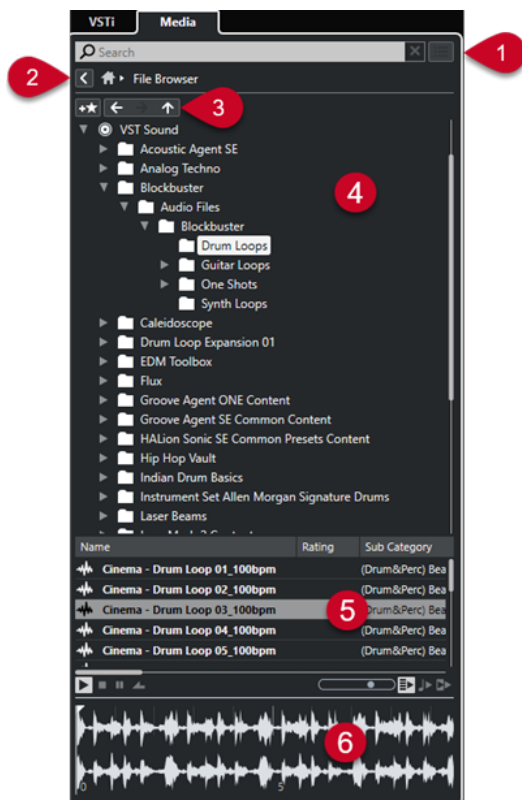 VSTi
Media
Search
1
2
File Browser
3
VST Sound
Acoustic Agent SE
Analog Techno
Blockbuster
4
Audio Files
Blockbuster
Drum Loops
Guitar Loops
One Shots
Synth Loops
Caleidoscope
Drum Loop Expansion 01
EDM Toolbox
Flux
Groove Agent ONE Content
Groove Agent SE Common Content
HALion Sonic SE Common Presets Content
Hip Hop Vault
Indian Drum Basics
Instrument Set Allen Morgan Signature Drums
Laser Beams
Name Rating Sub Category
Cinema - Drum Loop 01_100bpm (Drum&Perc) Bea
Cinema - Drum Loop 02_100bpm (Drum&Perc) Bea
Cinema - Drum Loop 03_100bpm 5 (Drum&Perc) Bea
Cinema - Drum Loop 04_100bpm (Drum&Perc) Bea
Cinema - Drum Loop 05_100bpm (Drum&Perc) Bea
6
0 5